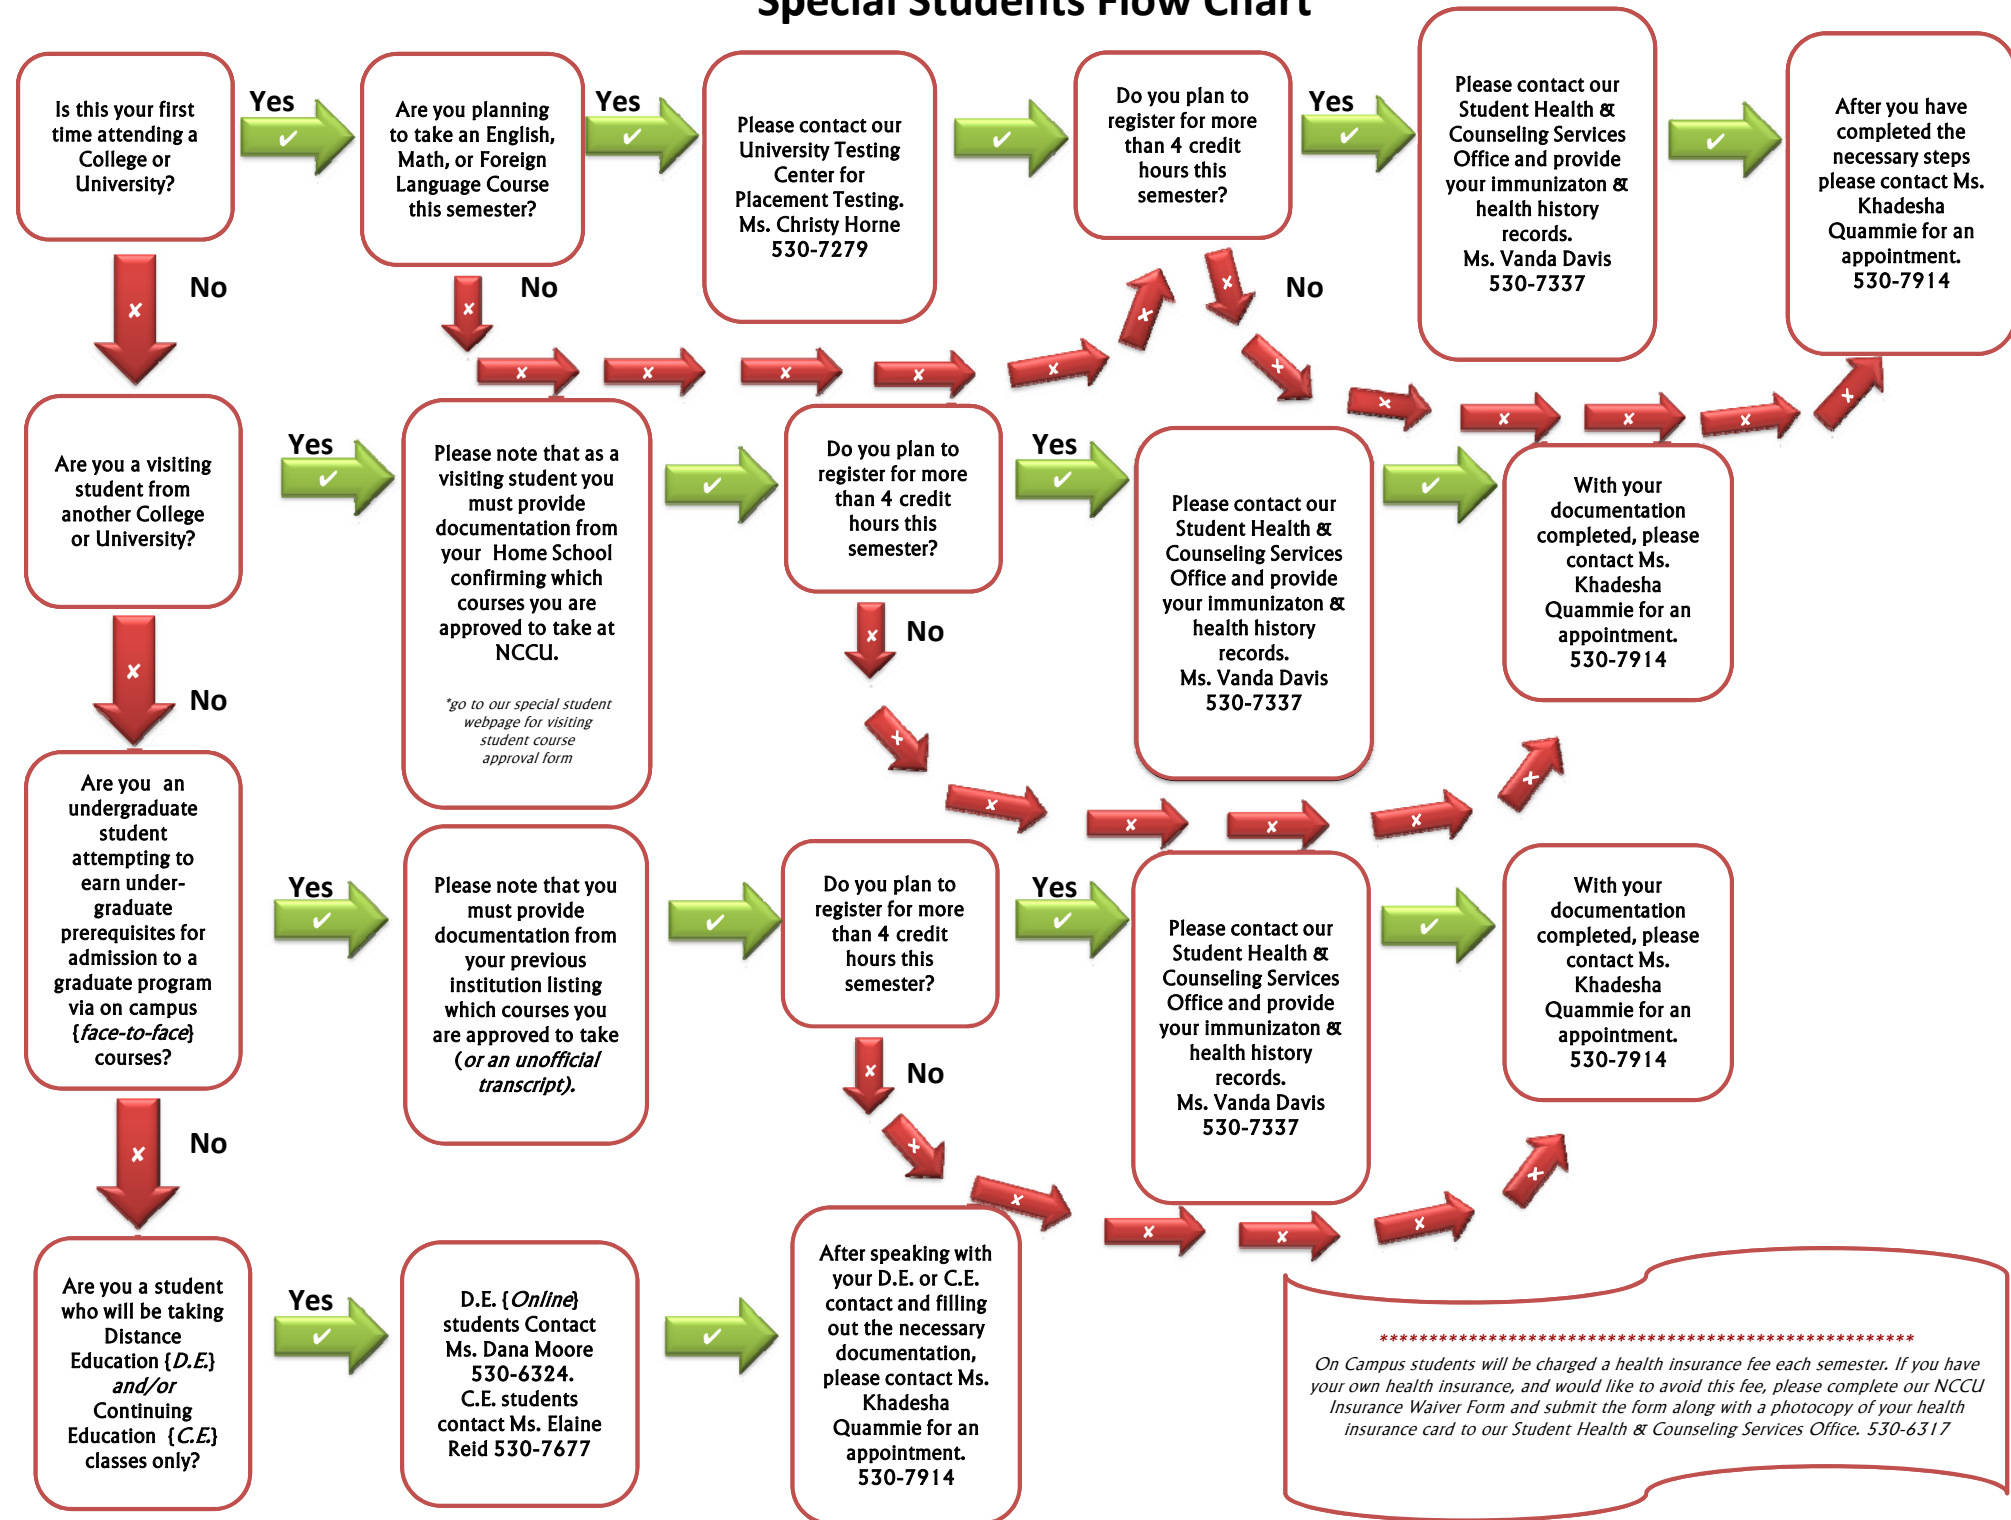 Special Students Flow Chart
Is this your first
time attending a
College or
University?
Yes
No
Are you planning
to take an English,
Math, or Foreign
Language Course
this semester?
Yes
No
Please contact our
University Testing
Center for
Placement Testing.
Ms. Christy Horne
530-7279
Do you plan to
register for more
than 4 credit
hours this
semester?
Yes
No
Please contact our
Student Health &
Counseling Services
Office and provide
your immunizaton &
health history
records.
Ms. Vanda Davis
530-7337
After you have
completed the
necessary steps
please contact Ms.
Khadesha
Quammie for an
appointment.
530-7914
Are you a visiting
student from
another College
or University?
Yes
No
Please note that as a
visiting student you
must provide
documentation from
your Home School
confirming which
courses you are
approved to take at
NCCU.
*go to our special student
webpage for visiting
student course
approval form
Do you plan to
register for more
than 4 credit
hours this
semester?
Yes
No
Please contact our
Student Health &
Counseling Services
Office and provide
your immunizaton &
health history
records.
Ms. Vanda Davis
530-7337
With your
documentation
completed, please
contact Ms.
Khadesha
Quammie for an
appointment.
530-7914
Are you an
undergraduate
student
attempting to
earn under-
graduate
prerequisites for
admission to a
graduate program
via on campus
{face-to-face}
courses?
Yes
No
Please note that you
must provide
documentation from
your previous
institution listing
which courses you
are approved to take
(or an unofficial
transcript).
Do you plan to
register for more
than 4 credit
hours this
semester?
Yes
No
Please contact our
Student Health &
Counseling Services
Office and provide
your immunizaton &
health history
records.
Ms. Vanda Davis
530-7337
With your
documentation
completed, please
contact Ms.
Khadesha
Quammie for an
appointment.
530-7914
Are you a student
who will be taking
Distance
Education {D.E.}
and/or
Continuing
Education {C.E.}
classes only?
Yes
D.E. {Online}
students Contact
Ms. Dana Moore
530-6324.
C.E. students
contact Ms. Elaine
Reid 530-7677
After speaking with
your D.E. or C.E.
contact and filling
out the necessary
documentation,
please contact Ms.
Khadesha
Quammie for an
appointment.
530-7914
******************************************************
On Campus students will be charged a health insurance fee each semester. If you have
your own health insurance, and would like to avoid this fee, please complete our NCCU
Insurance Waiver Form and submit the form along with a photocopy of your health
insurance card to our Student Health & Counseling Services Office. 530-6317